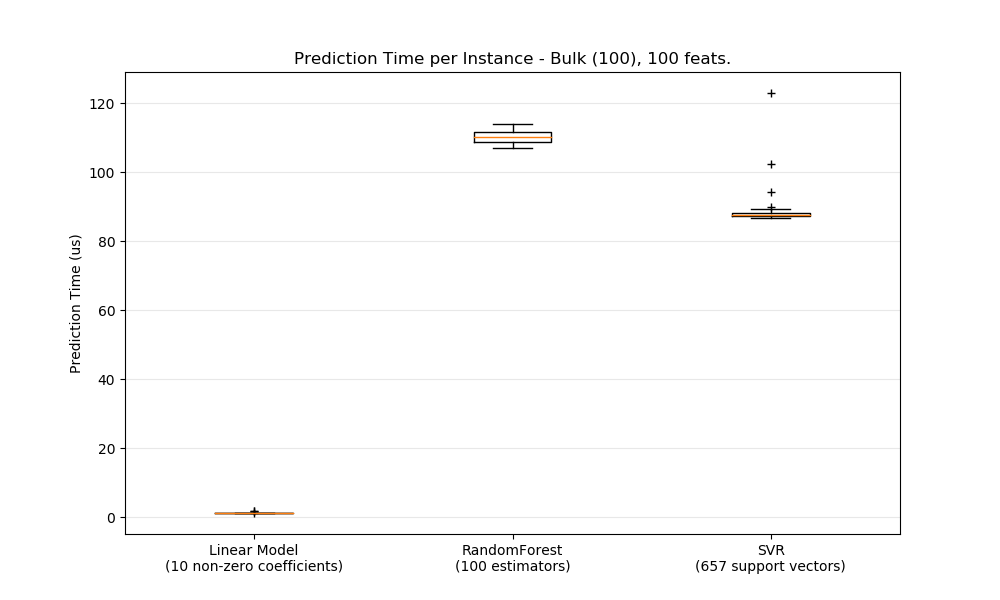 Prediction Time per Instance - Bulk (100), 100 feats.
Prediction Time (us)
120
100
80
60
40
20
0
Linear Model
(10 non-zero coefficients)
RandomForest
(100 estimators)
SVR
(657 support vectors)